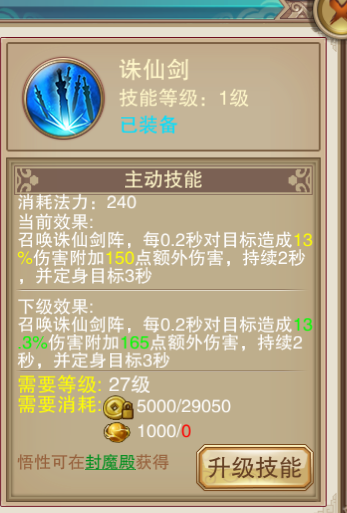 诛仙剑
技能等级：1级
已装备
主动技能
消耗法力：240
当前效果:
召唤诛仙剑阵，每0.2秒对目标造成13
%伤害附加150点额外伤害，持续2秒
，并定身目标3秒
下级效果:
召唤诛仙剑阵，每0.2秒对目标造成13
.3%伤害附加165点额外伤害，持续2
秒，并定身目标3秒
需要等级: 27级
需要消耗: 5000/29050
1000/0
悟性可在封魔殿获得
升级技能